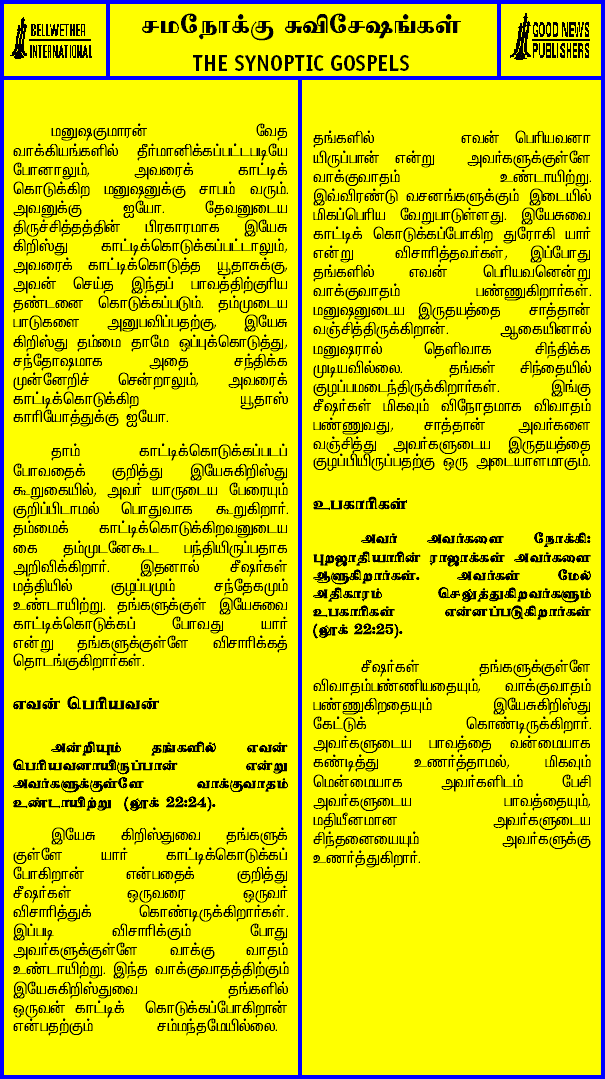 BELLWETHER
INTERNATIONAL
சமநோக்கு சுவிசேஷங்கள்
THE SYNOPTIC GOSPELS
GOOD NEWS
PUBLISHERS
மனுஷகுமாரன் வேத
வாக்கியங்களில் தீர்மானிக்கப்பட்டபடியே
போனாலும், அவரைக் காட்டிக்
கொடுக்கிற மனுஷனுக்கு சாபம் வரும்.
அவனுக்கு ஐயோ. தேவனுடைய
திருச்சித்தத்தின் பிரகாரமாக இயேசு
கிறிஸ்து காட்டிக்கொடுக்கப்பட்டாலும்,
அவரைக் காட்டிக்கொடுத்த யூதாசுக்கு,
அவன் செய்த இந்தப் பாவத்திற்குரிய
தண்டனை கொடுக்கப்படும். தம்முடைய
பாடுகளை அனுபவிப்பதற்கு, இயேசு
கிறிஸ்து தம்மை தாமே ஒப்புக்கொடுத்து,
சந்தோஷமாக அதை சந்திக்க
முன்னேறிச் சென்றாலும், அவரைக்
காட்டிக்கொடுக்கிற யூதாஸ்
காரியோத்துக்கு ஐயோ.
தாம் காட்டிக்கொடுக்கப்படப்
போவதைக் குறித்து இயேசுகிறிஸ்து
கூறுகையில், அவர் யாருடைய பேரையும்
குறிப்பிடாமல் பொதுவாக கூறுகிறார்.
தம்மைக் காட்டிக்கொடுக்கிறவனுடைய
கை தம்முடனேகூட பந்தியிருப்பதாக
அறிவிக்கிறார். இதனால் சீஷர்கள்
மத்தியில் குழப்பமும் சந்தேகமும்
உண்டாயிற்று. தங்களுக்குள் இயேசுவை
காட்டிக்கொடுக்கப் போவது யார்
என்று தங்களுக்குள்ளே விசாரிக்கத்
தொடங்குகிறார்கள்.
எவன் பெரியவன்
அன்றியும் தங்களில் எவன்
பெரியவனாயிருப்பான் என்று
அவர்களுக்குள்ளே வாக்குவாதம்
உண்டாயிற்று (லூக் 22:24).
இயேசு கிறிஸ்துவை தங்களுக்
குள்ளே யார் காட்டிக்கொடுக்கப்
போகிறான் என்பதைக் குறித்து
சீஷர்கள் ஒருவரை ஒருவர்
விசாரித்துக் கொண்டிருக்கிறார்கள்.
இப்படி விசாரிக்கும் போது
அவர்களுக்குள்ளே வாக்கு வாதம்
உண்டாயிற்று. இந்த வாக்குவாதத்திற்கும்
இயேசுகிறிஸ்துவை தங்களில்
ஒருவன் காட்டிக் கொடுக்கப்போகிறான்
என்பதற்கும் சம்மந்தமேயில்லை.
தங்களில் எவன் பெரியவனா
யிருப்பான் என்று அவர்களுக்குள்ளே
வாக்குவாதம் உண்டாயிற்று.
இவ்விரண்டு வசனங்களுக்கும் இடையில்
மிகப்பெரிய வேறுபாடுள்ளது. இயேசுவை
காட்டிக் கொடுக்கப்போகிற துரோகி யார்
என்று விசாரித்தவர்கள், இப்போது
தங்களில் எவன் பெரியவனென்று
வாக்குவாதம் பண்ணுகிறார்கள்.
மனுஷனுடைய இருதயத்தை சாத்தான்
வஞ்சித்திருக்கிறான். ஆகையினால்
மனுஷரால் தெளிவாக சிந்திக்க
முடியவில்லை. தங்கள் சிந்தையில்
குழப்பமடைந்திருக்கிறார்கள். இங்கு
சீஷர்கள் மிகவும் விநோதமாக விவாதம்
பண்ணுவது, சாத்தான் அவர்களை
வஞ்சித்து அவர்களுடைய இருதயத்தை
குழப்பியிருப்பதற்கு ஒரு அடையாளமாகும்.
உபகாரிகள்
அவர் அவர்களை நோக்கி:
புறஜாதியாரின் ராஜாக்கள் அவர்களை
ஆளுகிறார்கள். அவர்கள் மேல்
அதிகாரம் செலுத்துகிறவர்களும்
உபகாரிகள் என்னப்படுகிறார்கள்
(லூக் 22:25).
சீஷர்கள் தங்களுக்குள்ளே
விவாதம்பண்ணியதையும், வாக்குவாதம்
பண்ணுகிறதையும் இயேசுகிறிஸ்து
கேட்டுக் கொண்டிருக்கிறார்.
அவர்களுடைய பாவத்தை வன்மையாக
கண்டித்து உணர்த்தாமல், மிகவும்
மென்மையாக அவர்களிடம் பேசி
அவர்களுடைய பாவத்தையும்,
மதியீனமான அவர்களுடைய
சிந்தனையையும் அவர்களுக்கு
உணர்த்துகிறார்.